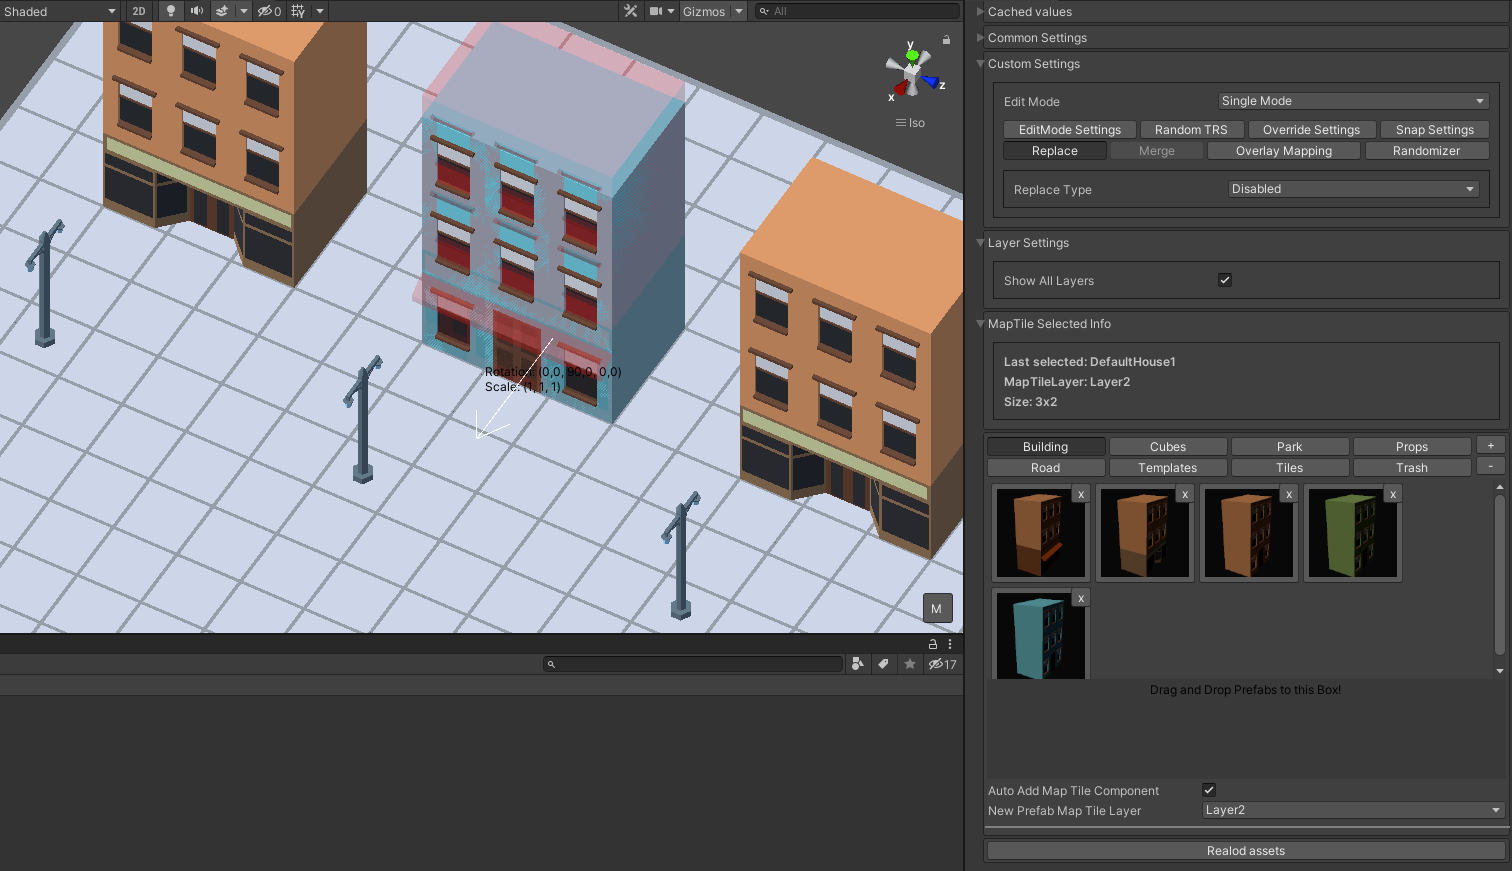 Shaded
2D
0
Gizmos
All
y
z
x
Iso
Rotation: (0,0, 90,0, 0,0)
Scale: (1, 1, 1)
M
17
Cached values
Common Settings
Custom Settings
Edit Mode
Single Mode
EditMode Settings
Random TRS
Override Settings
Snap Settings
Replace
Merge
Overlay Mapping
Randomizer
Replace Type
Disabled
Layer Settings
Show All Layers
MapTile Selected Info
Last selected: DefaultHouse1
MapTileLayer: Layer2
Size: 3x2
Building
Cubes
Park
Props
+
Road
Templates
Tiles
Trash
-
x
x
x
x
x
Drag and Drop Prefabs to this Box!
Auto Add Map Tile Component
New Prefab Map Tile Layer
Layer2
Realod assets